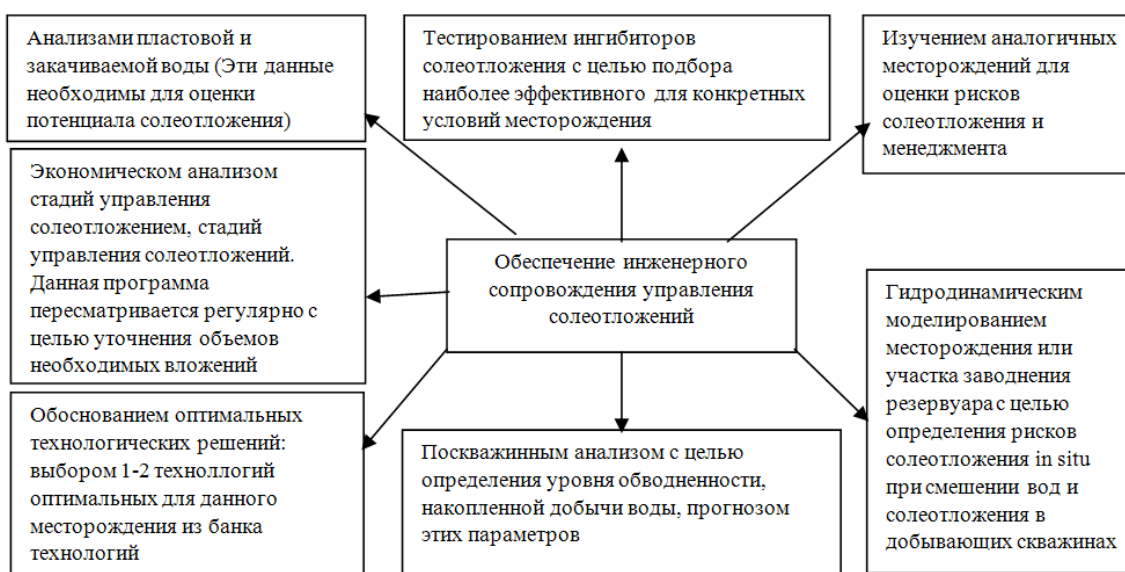 Анализами пластовой и
закачиваемой воды (Эти данные
необходимы для оценки
потенциала солеотложения)
Тестированием ингибиторов
солеотложения с целью подбора
наиболее эффективного для конкретных
условий месторождения
Изучением аналогичных
месторождений для
оценки рисков
солеотложения и
менеджмента
Экономическом анализом
стадий управления
солеотложением, стадий
управления солеотложений.
Данная программа
пересматривается регулярно с
целью уточнения объемов
необходимых вложений
Обеспечение инженерного
сопровождения управления
солеотложений
Гидродинамическим
моделированием
месторождения или
участка заводнения
резервуара с целью
определения рисков
солеотложения in situ
при смешении вод и
солеотложения в
добывающих скважинах
Обоснованием оптимальных
технологических решений:
выбором 1-2 техноллогий
оптимальных для данного
месторождения из банка
технологий
Поскважинным анализом с целью
определения уровня обводненности,
накопленной добычи воды, прогнозом
этих параметров